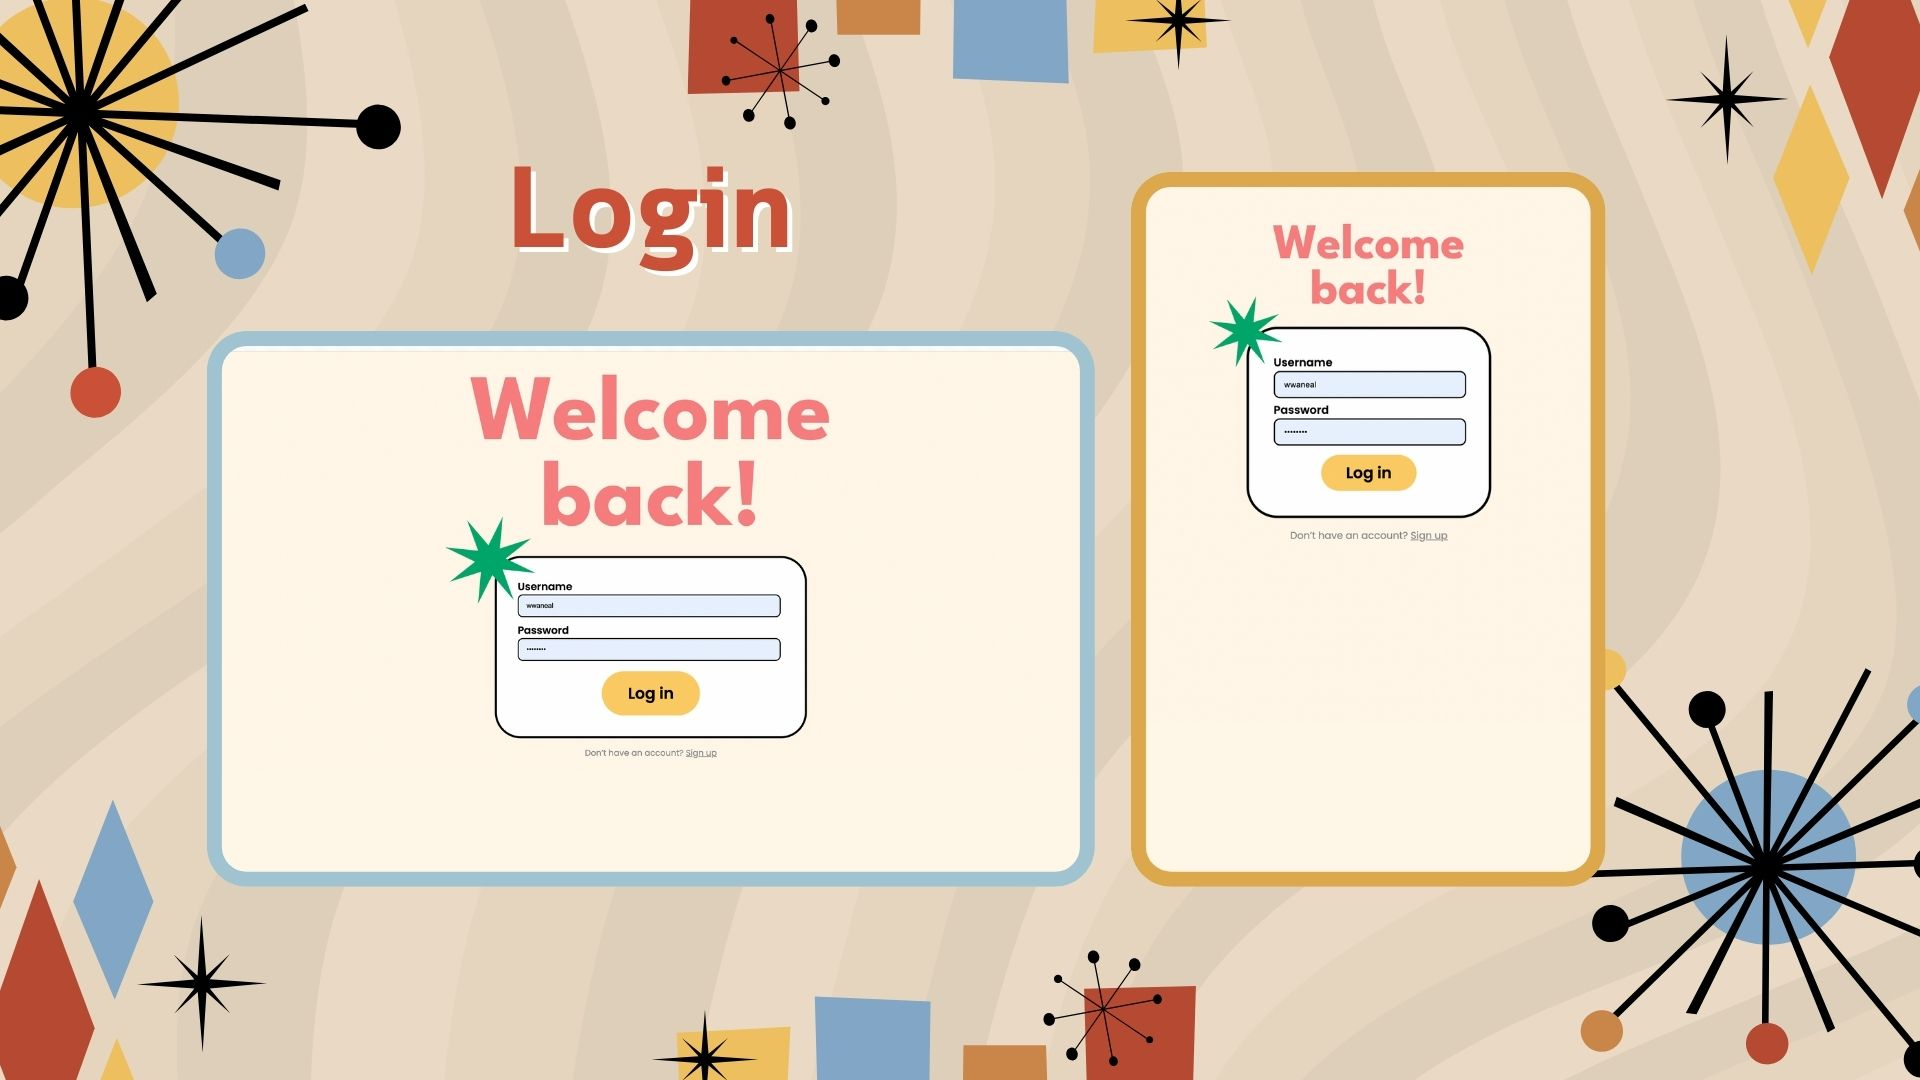 Login
Welcome
back!
Username
wwaneal
Password
••••••••
Log in
Don't have an account? Sign up
Welcome
back!
Username
wwaneal
Password
••••••••
Log in
Don't have an account? Sign up